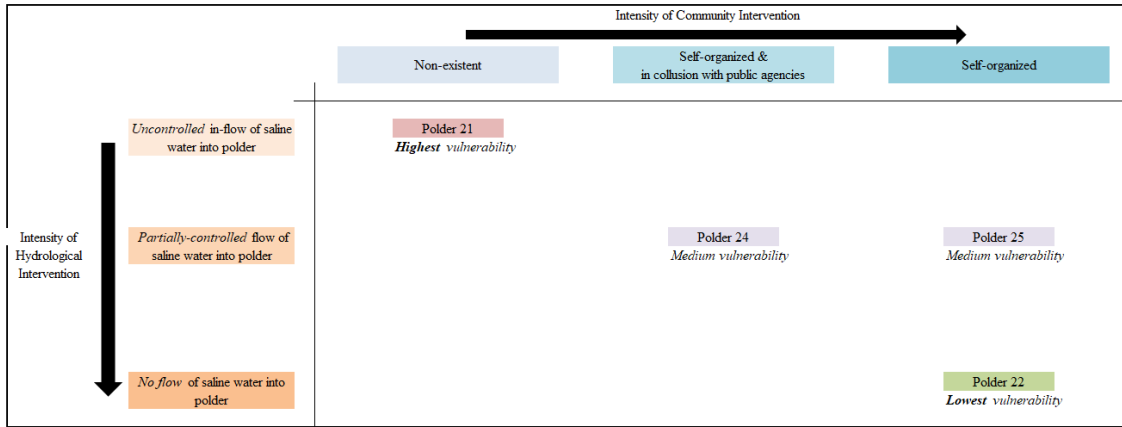 Intensity of Community Intervention
Non-existent
Self-organized &
in collusion with public agencies
Self-organized
Uncontrolled in-flow of saline
water into polder
Polder 21
Highest vulnerability
Intensity of
Hydrological
Intervention
Partially-controlled flow of
saline water into polder
Polder 24
Medium vulnerability
Polder 25
Medium vulnerability
No flow of saline water into
polder
Polder 22
Lowest vulnerability